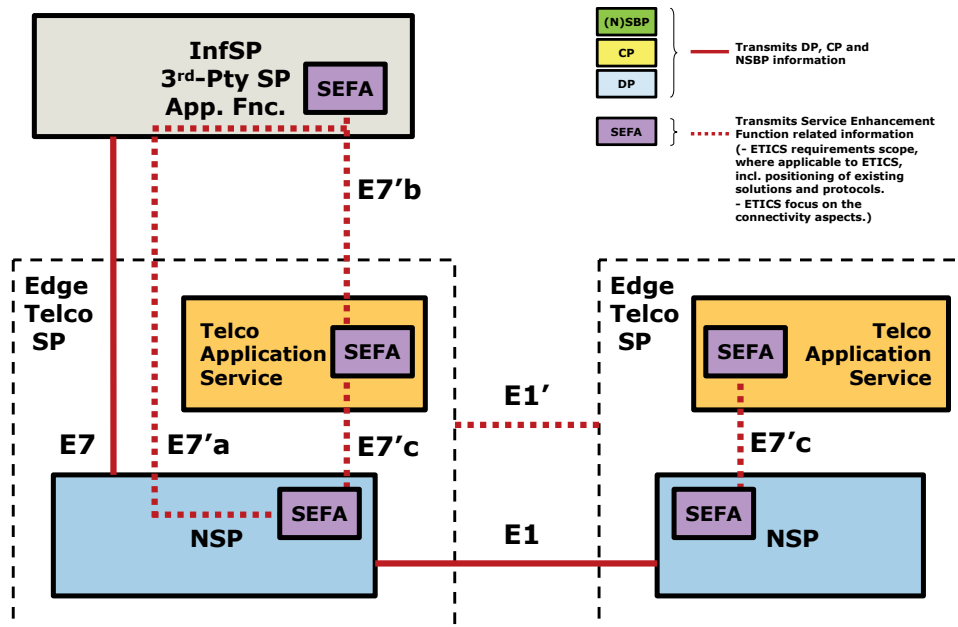 InfSP
3rd-Pty SP
App. Fnc.
SEFA
(N)SBP
CP
DP
Transmits DP, CP and
NSBP information
SEFA
Transmits Service Enhancement
Function related information
(- ETICS requirements scope,
where applicable to ETICS,
incl. positioning of existing
solutions and protocols.
- ETICS focus on the
connectivity aspects.)
E7'b
Edge
Telco
SP
Telco
Application
Service
SEFA
E7
E7'a
E7'c
NSP
SEFA
E1'
E1
Edge
Telco
SP
SEFA
Telco
Application
Service
E7'c
SEFA
NSP